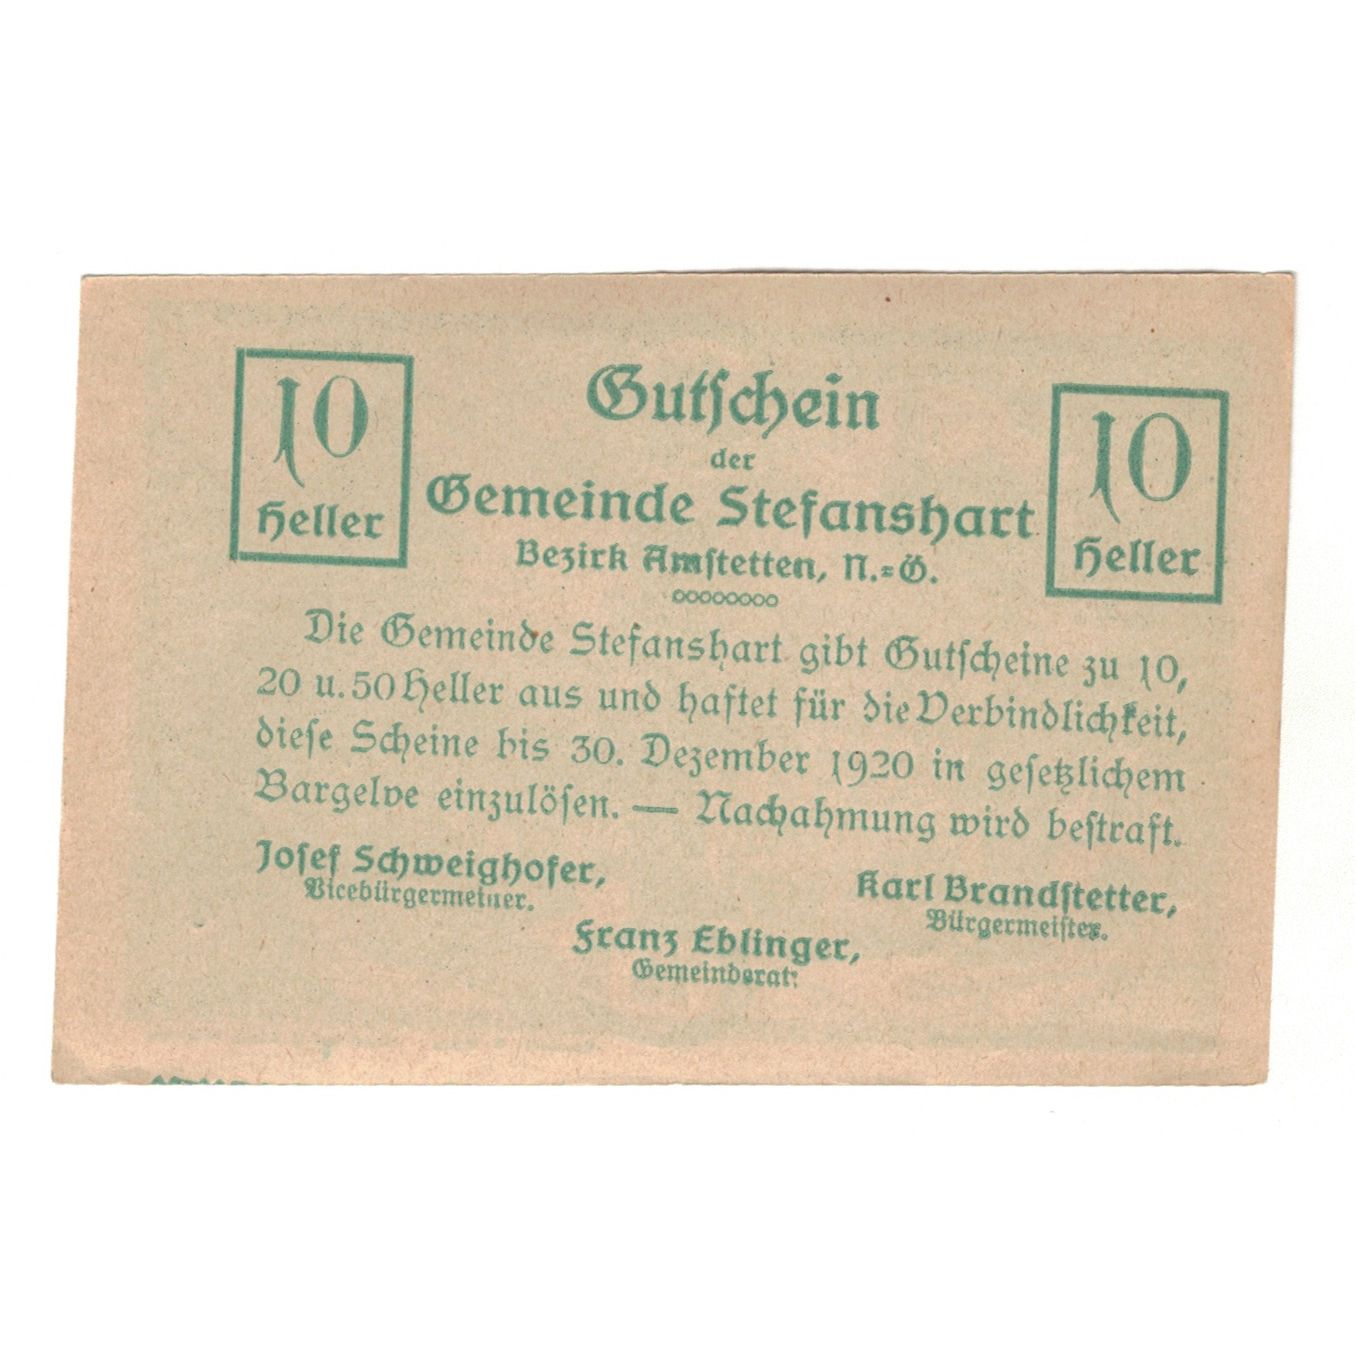 10
Heller
Gutschein
der
Gemeinde Stefanshart
Bezirk Amstetten, N.=Ö.
10
Heller
Die Gemeinde Stefanshart gibt Gutscheine zu 10,
20 u. 50 Heller aus und haftet für die Verbindlichkeit,
diese Scheine bis 30. Dezember 1920 in gesetzlichem
Bargelde einzulösen. — Nachahmung wird bestraft.
Josef Schweighofer,
Vicebürgermeister.
Karl Brandstetter,
Bürgermeister.
Franz Eblinger,
Gemeinderat: